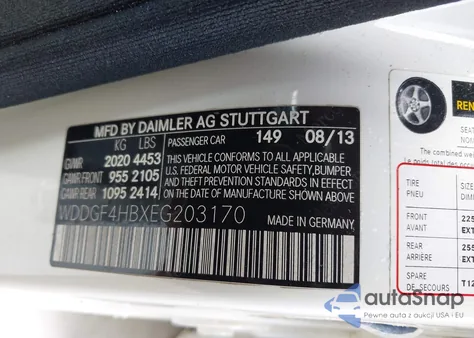 MFD BY DAIMLER AG STUTTGART
KG LBS PASSENGER CAR 149 08/13
GVWR 2020 4453 THIS VEHICLE CONFORMS TO ALL APPLICABLE
GAWR FRONT 955 2105 U.S. FEDERAL MOTOR VEHICLE SAFETY, BUMPER,
GAWR REAR 1095 2414 AND THEFT PREVENTION STANDARDS IN EFFECT
ON THE DATE OF MANUFACTURE SHOWN ABOVE.
WDDGF4HBXEG203170
MADE IN GERMANY
TIRE
PNEU
SIZE
FRONT
AVANT
REAR
ARRIÈRE
SPARE
DE SECOURS
autoSnap
Pewne auta z aukcji USA i EU